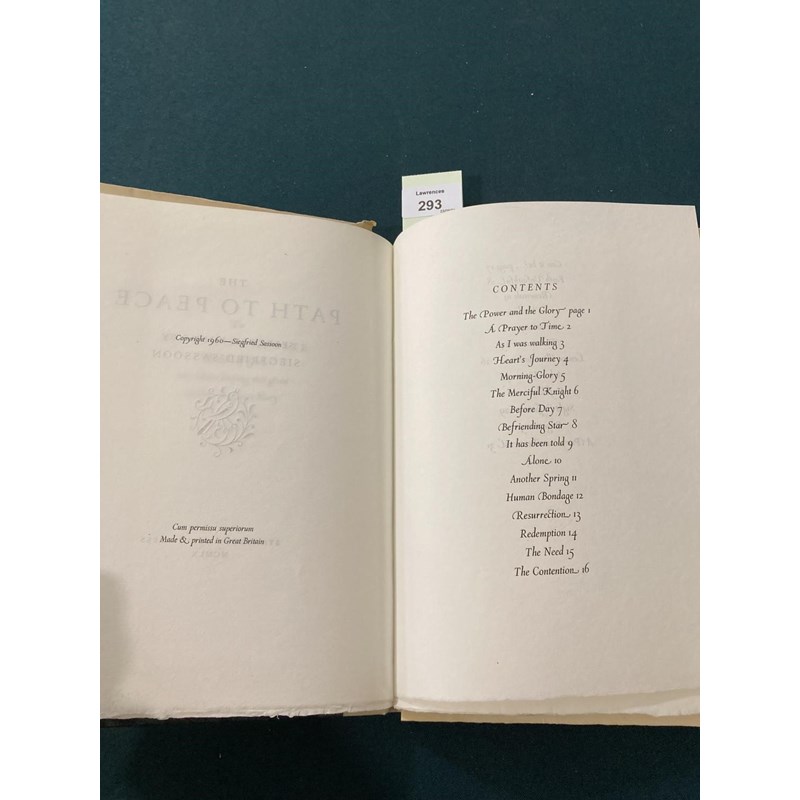 Lawrences
293
THE
PATH TO PEACE
Copyright 1960—Siegfried Sassoon
SIEGFRIED SASSOON
Cum permissu superiorum
Made & printed in Great Britain
CONTENTS
The Power and the Glory page 1
A Prayer to Time 2
As I was walking 3
Heart's Journey 4
Morning-Glory 5
The Merciful Knight 6
Before Day 7
Befriending Star 8
It has been told 9
Alone 10
Another Spring 11
Human Bondage 12
Resurrection 13
Redemption 14
The Need 15
The Contention 16